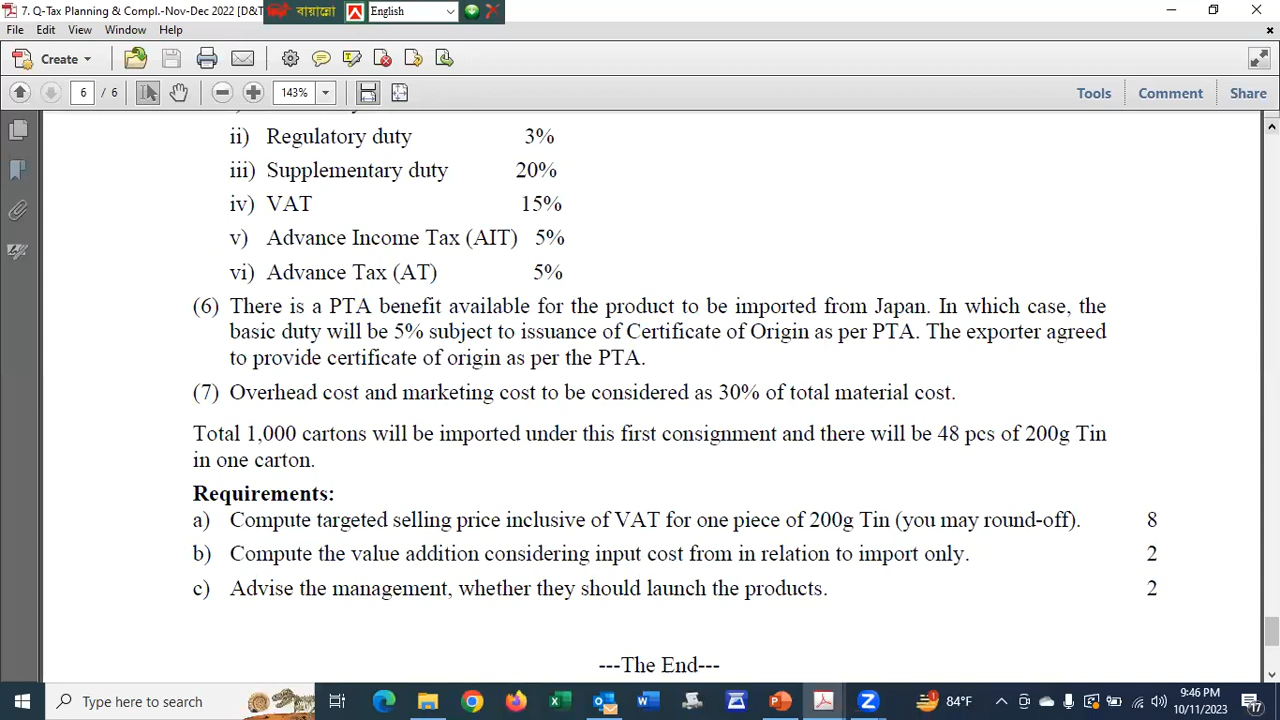 7. Q-Tax Planning & Compl.-Nov-Dec 2022 [D&T
বায়ান্নো
English
File Edit View Window Help
Create
6 / 6
143%
Tools Comment Share
ii) Regulatory duty 3%
iii) Supplementary duty 20%
iv) VAT 15%
v) Advance Income Tax (AIT) 5%
vi) Advance Tax (AT) 5%
(6) There is a PTA benefit available for the product to be imported from Japan. In which case, the
basic duty will be 5% subject to issuance of Certificate of Origin as per PTA. The exporter agreed
to provide certificate of origin as per the PTA.
(7) Overhead cost and marketing cost to be considered as 30% of total material cost.
Total 1,000 cartons will be imported under this first consignment and there will be 48 pcs of 200g Tin
in one carton.
Requirements:
a) Compute targeted selling price inclusive of VAT for one piece of 200g Tin (you may round-off). 8
b) Compute the value addition considering input cost from in relation to import only. 2
c) Advise the management, whether they should launch the products. 2
---The End---
Type here to search
84°F
9:46 PM
10/11/2023
17